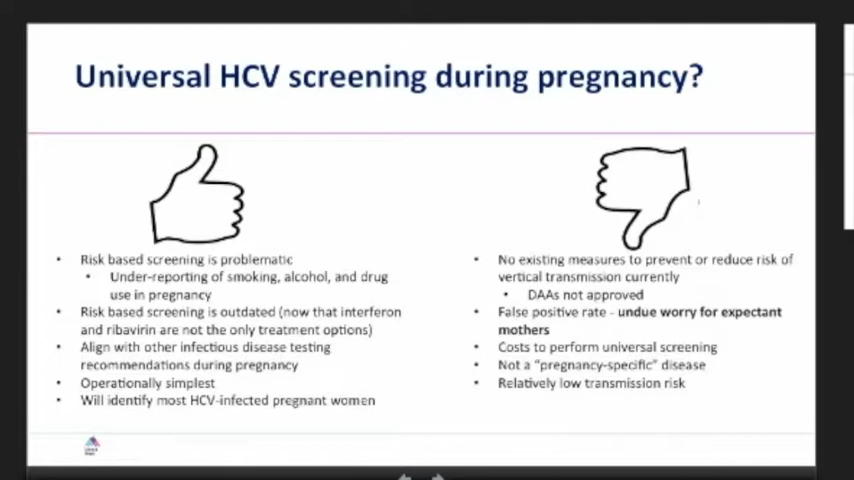 Universal HCV screening during pregnancy?
• Risk based screening is problematic
• Under-reporting of smoking, alcohol, and drug
use in pregnancy
• Risk based screening is outdated (now that interferon
and ribavirin are not the only treatment options)
• Align with other infectious disease testing
recommendations during pregnancy
• Operationally simplest
• Will identify most HCV-infected pregnant women
• No existing measures to prevent or reduce risk of
vertical transmission currently
• DAAs not approved
• False positive rate - undue worry for expectant
mothers
• Costs to perform universal screening
• Not a “pregnancy-specific” disease
• Relatively low transmission risk